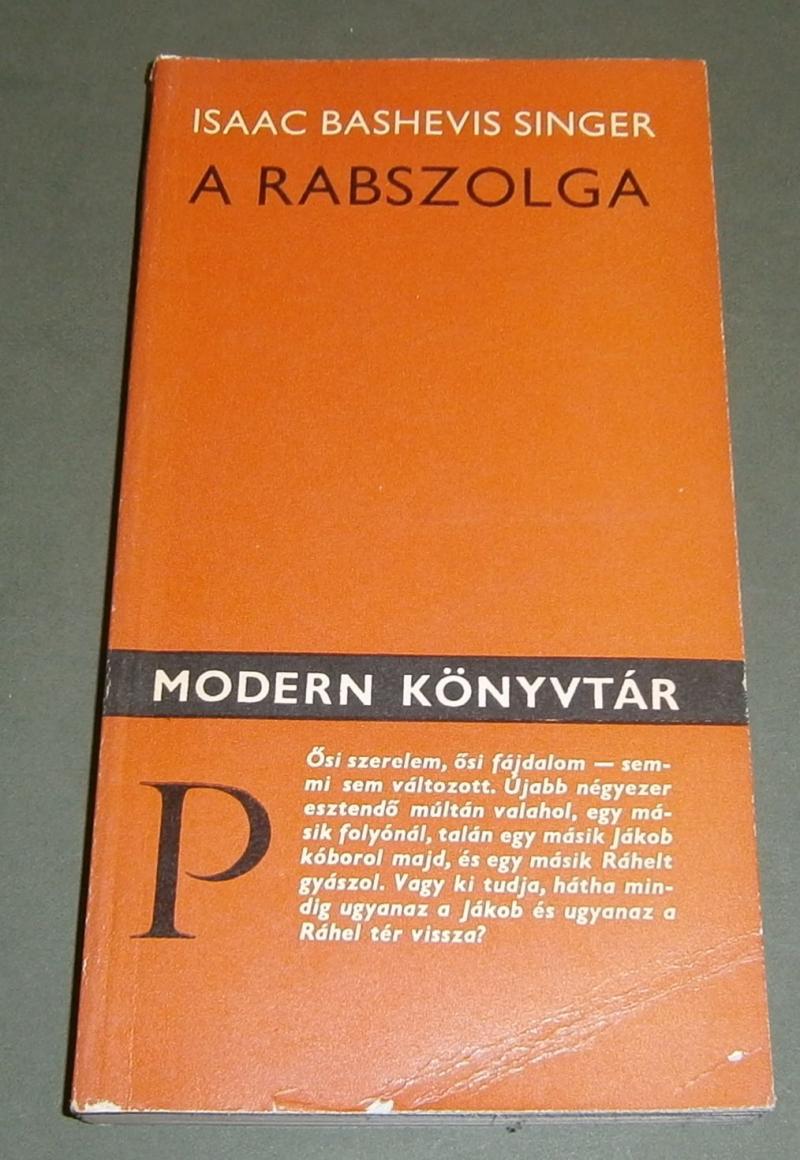 ISAAC BASHEVIS SINGER
A RABSZOLGA
MODERN KÖNYVTÁR
P
Ősi szerelem, ősi fájdalom — sem-
mi sem változott. Újabb négyezer
esztendő múltán valahol, egy má-
sik folyónál, talán egy másik Jákob
kóborol majd, és egy másik Ráhelt
gyászol. Vagy ki tudja, hátha min-
dig ugyanaz a Jákob és ugyanaz a
Ráhel tér vissza?